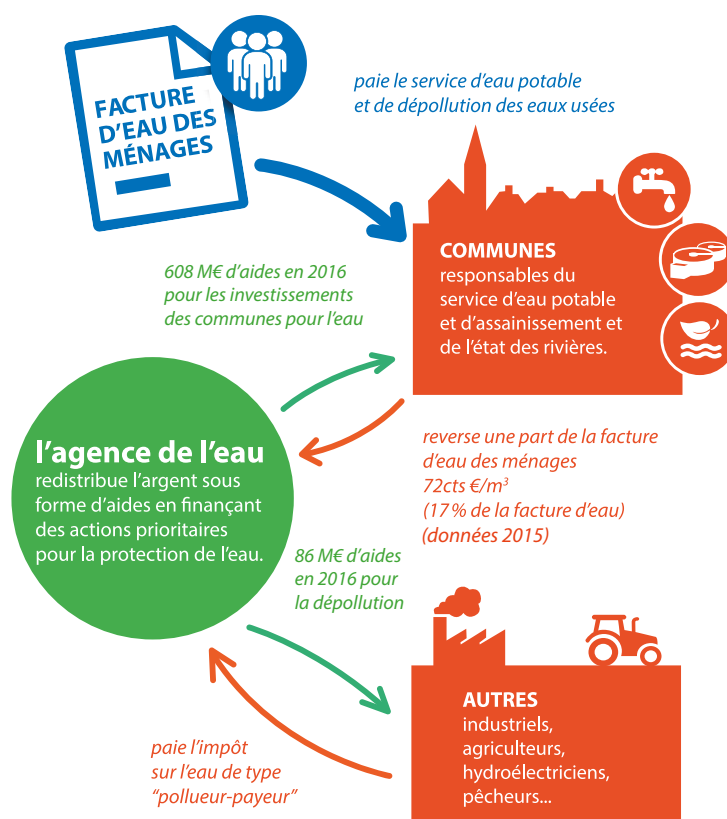 FACTURE
D'EAU DES
MÉNAGES
paie le service d'eau potable
et de dépollution des eaux usées
COMMUNES
responsables du
service d'eau potable
et d'assainissement et
de l'état des rivières.
608 M€ d'aides en 2016
pour les investissements
des communes pour l'eau
l'agence de l'eau
redistribue l'argent sous
forme d'aides en finançant
des actions prioritaires
pour la protection de l'eau.
reverse une part de la facture
d'eau des ménages
72cts €/m³
(17 % de la facture d'eau)
(données 2015)
86 M€ d'aides
en 2016 pour
la dépollution
AUTRES
industriels,
agriculteurs,
hydroélectriciens,
pêcheurs...
paie l'impôt
sur l'eau de type
“pollueur-payeur”